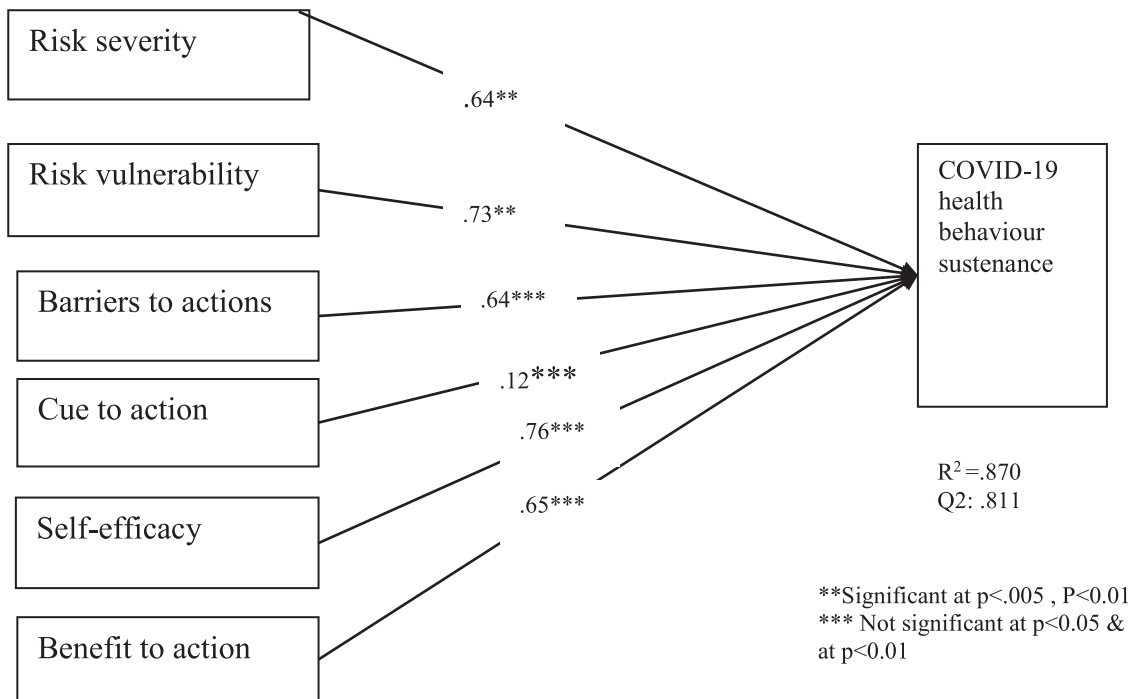 Risk severity
.64**
Risk vulnerability
.73**
COVID-19
health
behaviour
sustenance
Barriers to actions
.64***
Cue to action
.12***
.76***
Self-efficacy
.65***
R² =.870
Q2: .811
Benefit to action
**Significant at p<.005 , P<0.01
*** Not significant at p<0.05 &
at p<0.01